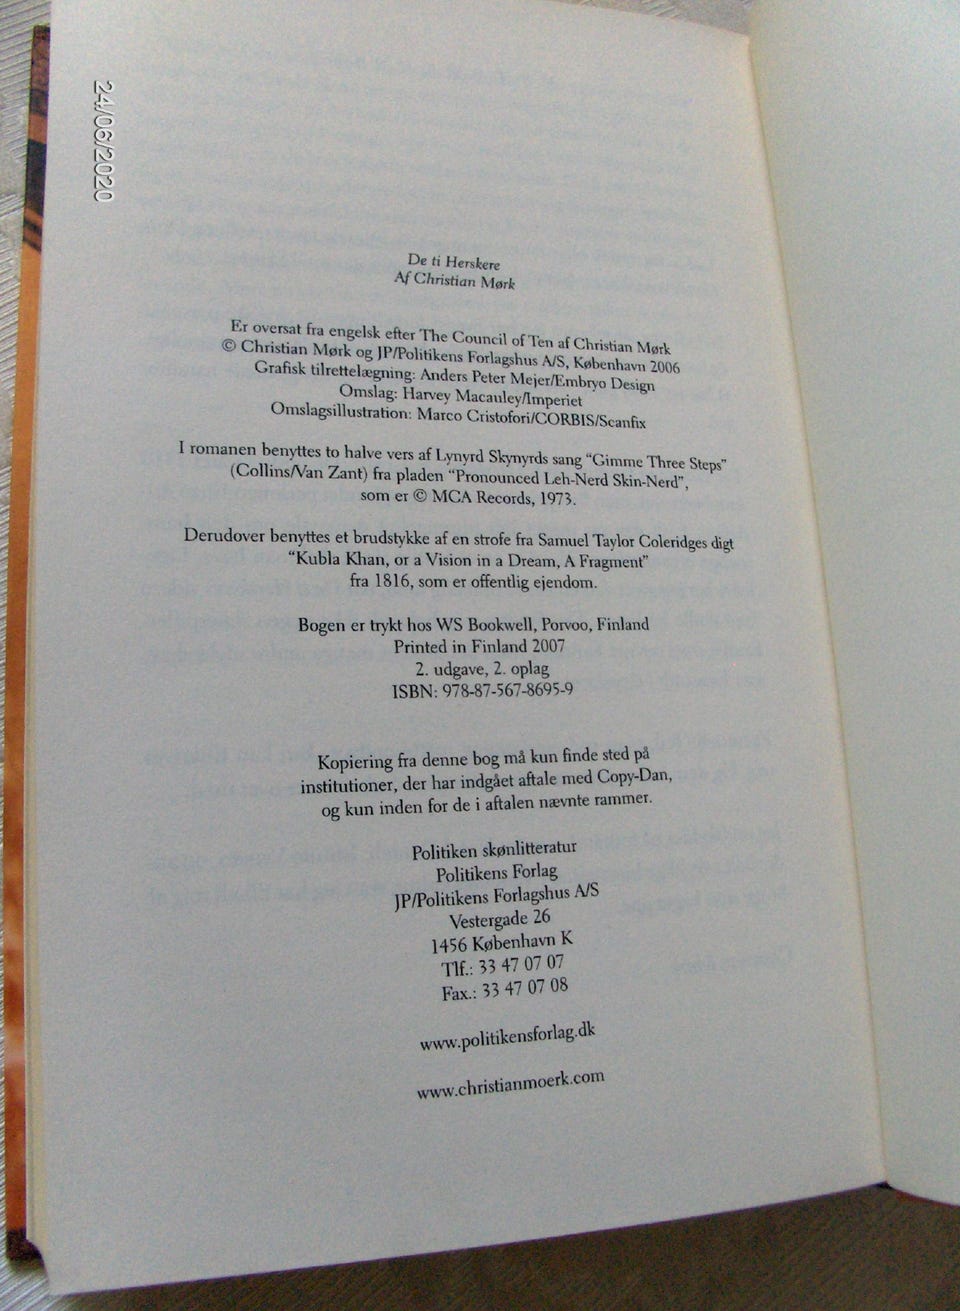 24/06/2020
De ti Herskere
Af Christian Mørk
Er oversat fra engelsk efter The Council of Ten af Christian Mørk
© Christian Mørk og JP/Politikens Forlagshus A/S, København 2006
Grafisk tilrettelægning: Anders Peter Mejer/Embryo Design
Omslag: Harvey Macauley/Imperiet
Omslagsillustration: Marco Cristofori/CORBIS/Scanfix
I romanen benyttes to halve vers af Lynyrd Skynyrds sang “Gimme Three Steps”
(Collins/Van Zant) fra pladen “Pronounced Leh-Nerd Skin-Nerd”,
som er © MCA Records, 1973.
Derudover benyttes et brudstykke af en strofe fra Samuel Taylor Coleridges digt
“Kubla Khan, or a Vision in a Dream, A Fragment”
fra 1816, som er offentlig ejendom.
Bogen er trykt hos WS Bookwell, Porvoo, Finland
Printed in Finland 2007
2. udgave, 2. oplag
ISBN: 978-87-567-8695-9
Kopiering fra denne bog må kun finde sted på
institutioner, der har indgået aftale med Copy-Dan,
og kun inden for de i aftalen nævnte rammer.
Politiken skønlitteratur
Politikens Forlag
JP/Politikens Forlagshus A/S
Vestergade 26
1456 København K
Tlf.: 33 47 07 07
Fax.: 33 47 07 08
www.politikensforlag.dk
www.christianmoerk.com